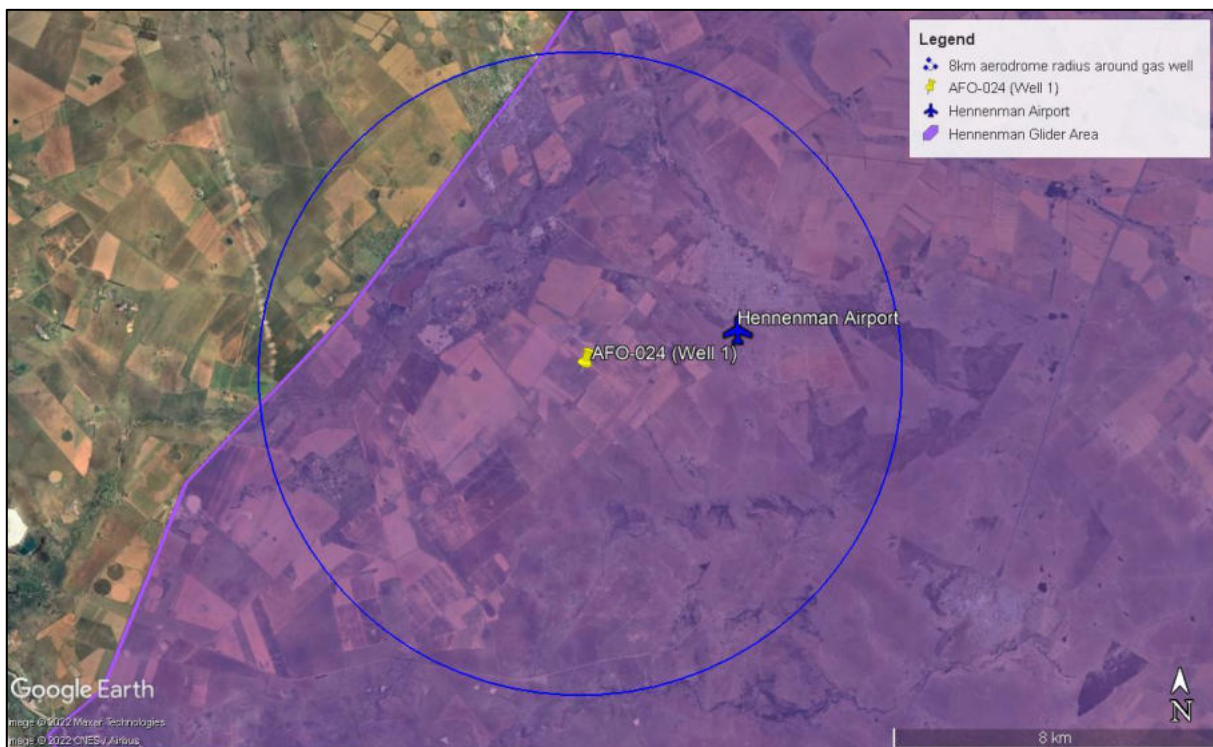 Legend
8km aerodrome radius around gas well
AFO-024 (Well 1)
Hennenman Airport
Hennenman Glider Area
Hennenman Airport
AFO-024 (Well 1)
Google Earth
Image © 2022 Maxar Technologies
Image © 2022 CNES / Airbus
N
8 km